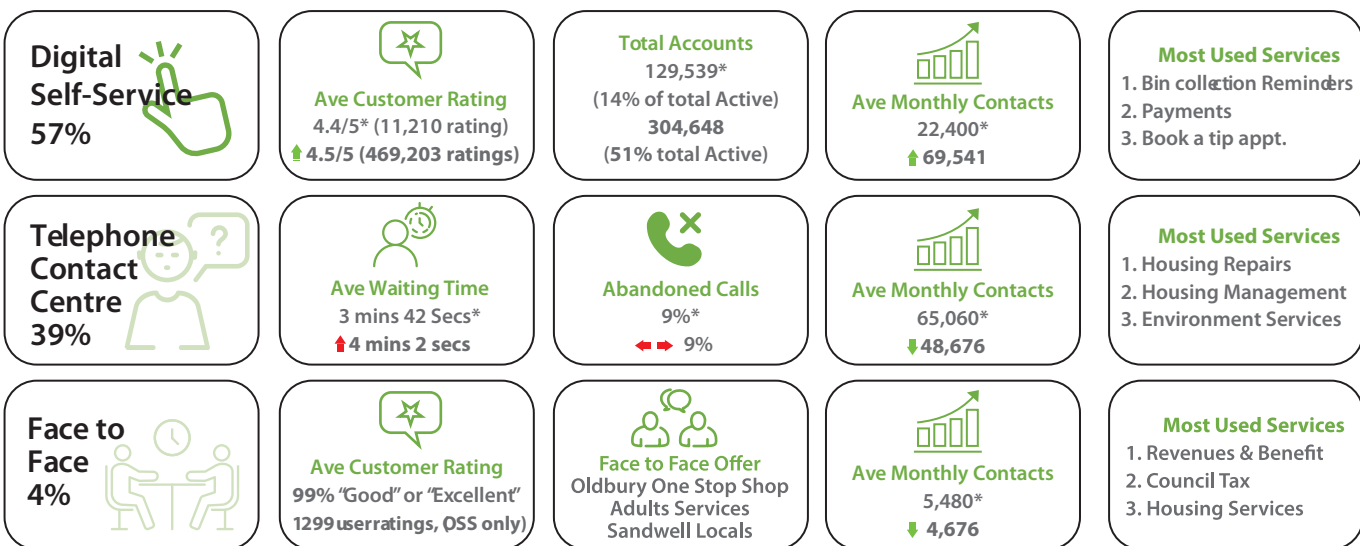 Digital
Self-Service
57%
Ave Customer Rating
4.4/5* (11,210 rating)
4.5/5 (469,203 ratings)
Total Accounts
129,539*
(14% of total Active)
304,648
(51% total Active)
Ave Monthly Contacts
22,400*
69,541
Most Used Services
1. Bin collection Reminders
2. Payments
3. Book a tip appt.
Telephone
Contact
Centre
39%
?
Ave Waiting Time
3 mins 42 Secs*
4 mins 2 secs
Abandoned Calls
9%*
9%
Ave Monthly Contacts
65,060*
48,676
Most Used Services
1. Housing Repairs
2. Housing Management
3. Environment Services
Face to
Face
4%
Ave Customer Rating
99% “Good” or “Excellent”
1299 user ratings, (OSS only)
Face to Face Offer
Oldbury One Stop Shop
Adults Services
Sandwell Locals
Ave Monthly Contacts
5,480*
4,676
Most Used Services
1. Revenues & Benefit
2. Council Tax
3. Housing Services